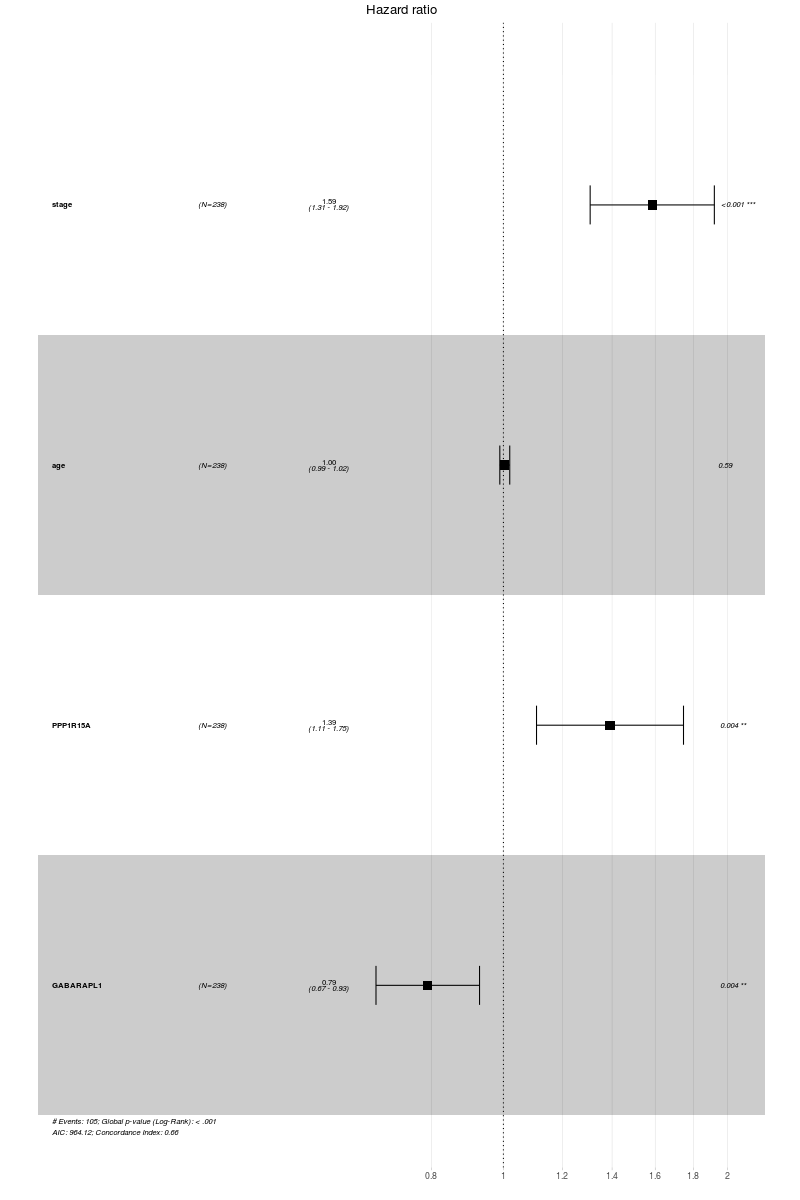 Hazard ratio
stage (N=238) 1.59 <0.001 ***
(1.31 - 1.92)
age (N=238) 1.00 0.59
(0.99 - 1.02)
PPP1R15A (N=238) 1.39 0.004 **
(1.11 - 1.75)
GABARAPL1 (N=238) 0.79 0.004 **
(0.67 - 0.93)
# Events: 105; Global p-value (Log-Rank): < .001
AIC: 964.12; Concordance Index: 0.66
0.8 1 1.2 1.4 1.6 1.8 2